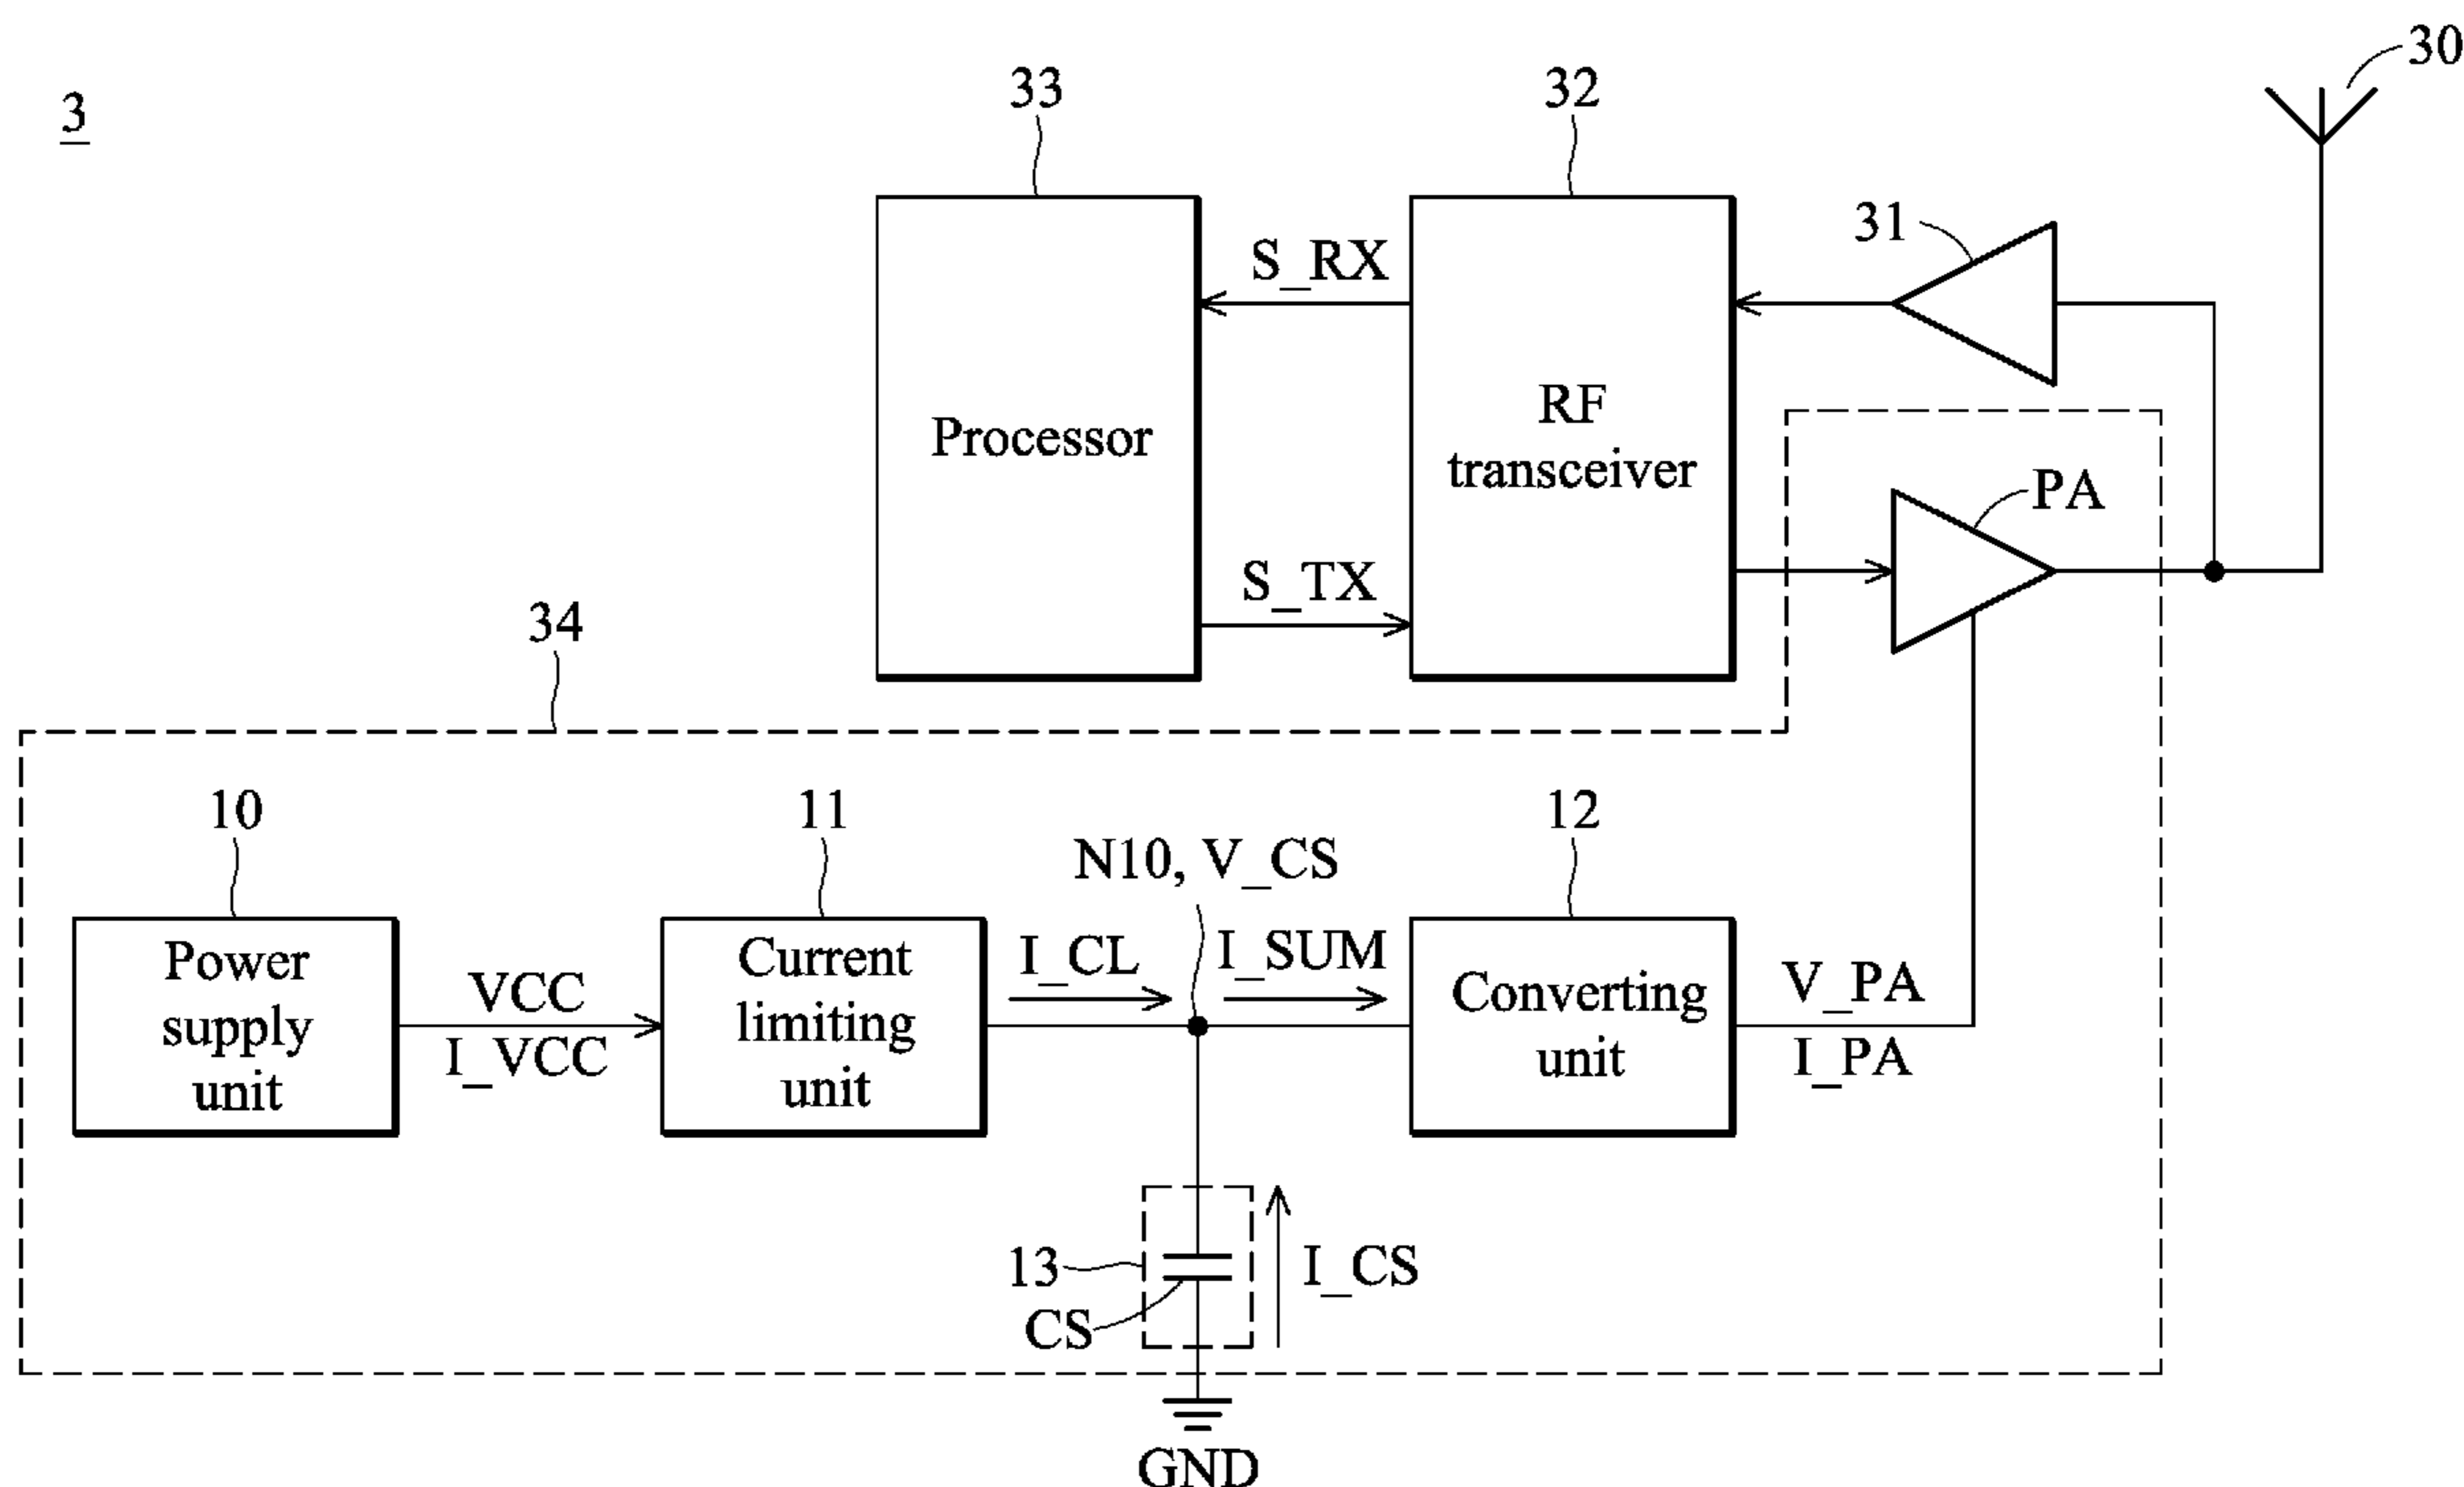 3
33
32
30
31
S_RX
Processor
RF
transceiver
PA
S_TX
34
10
11
N10, V_CS
12
Power
supply
unit
VCC
I_VCC
Current
limiting
unit
I_CL
I_SUM
Converting
unit
V_PA
I_PA
13
CS
I_CS
GND